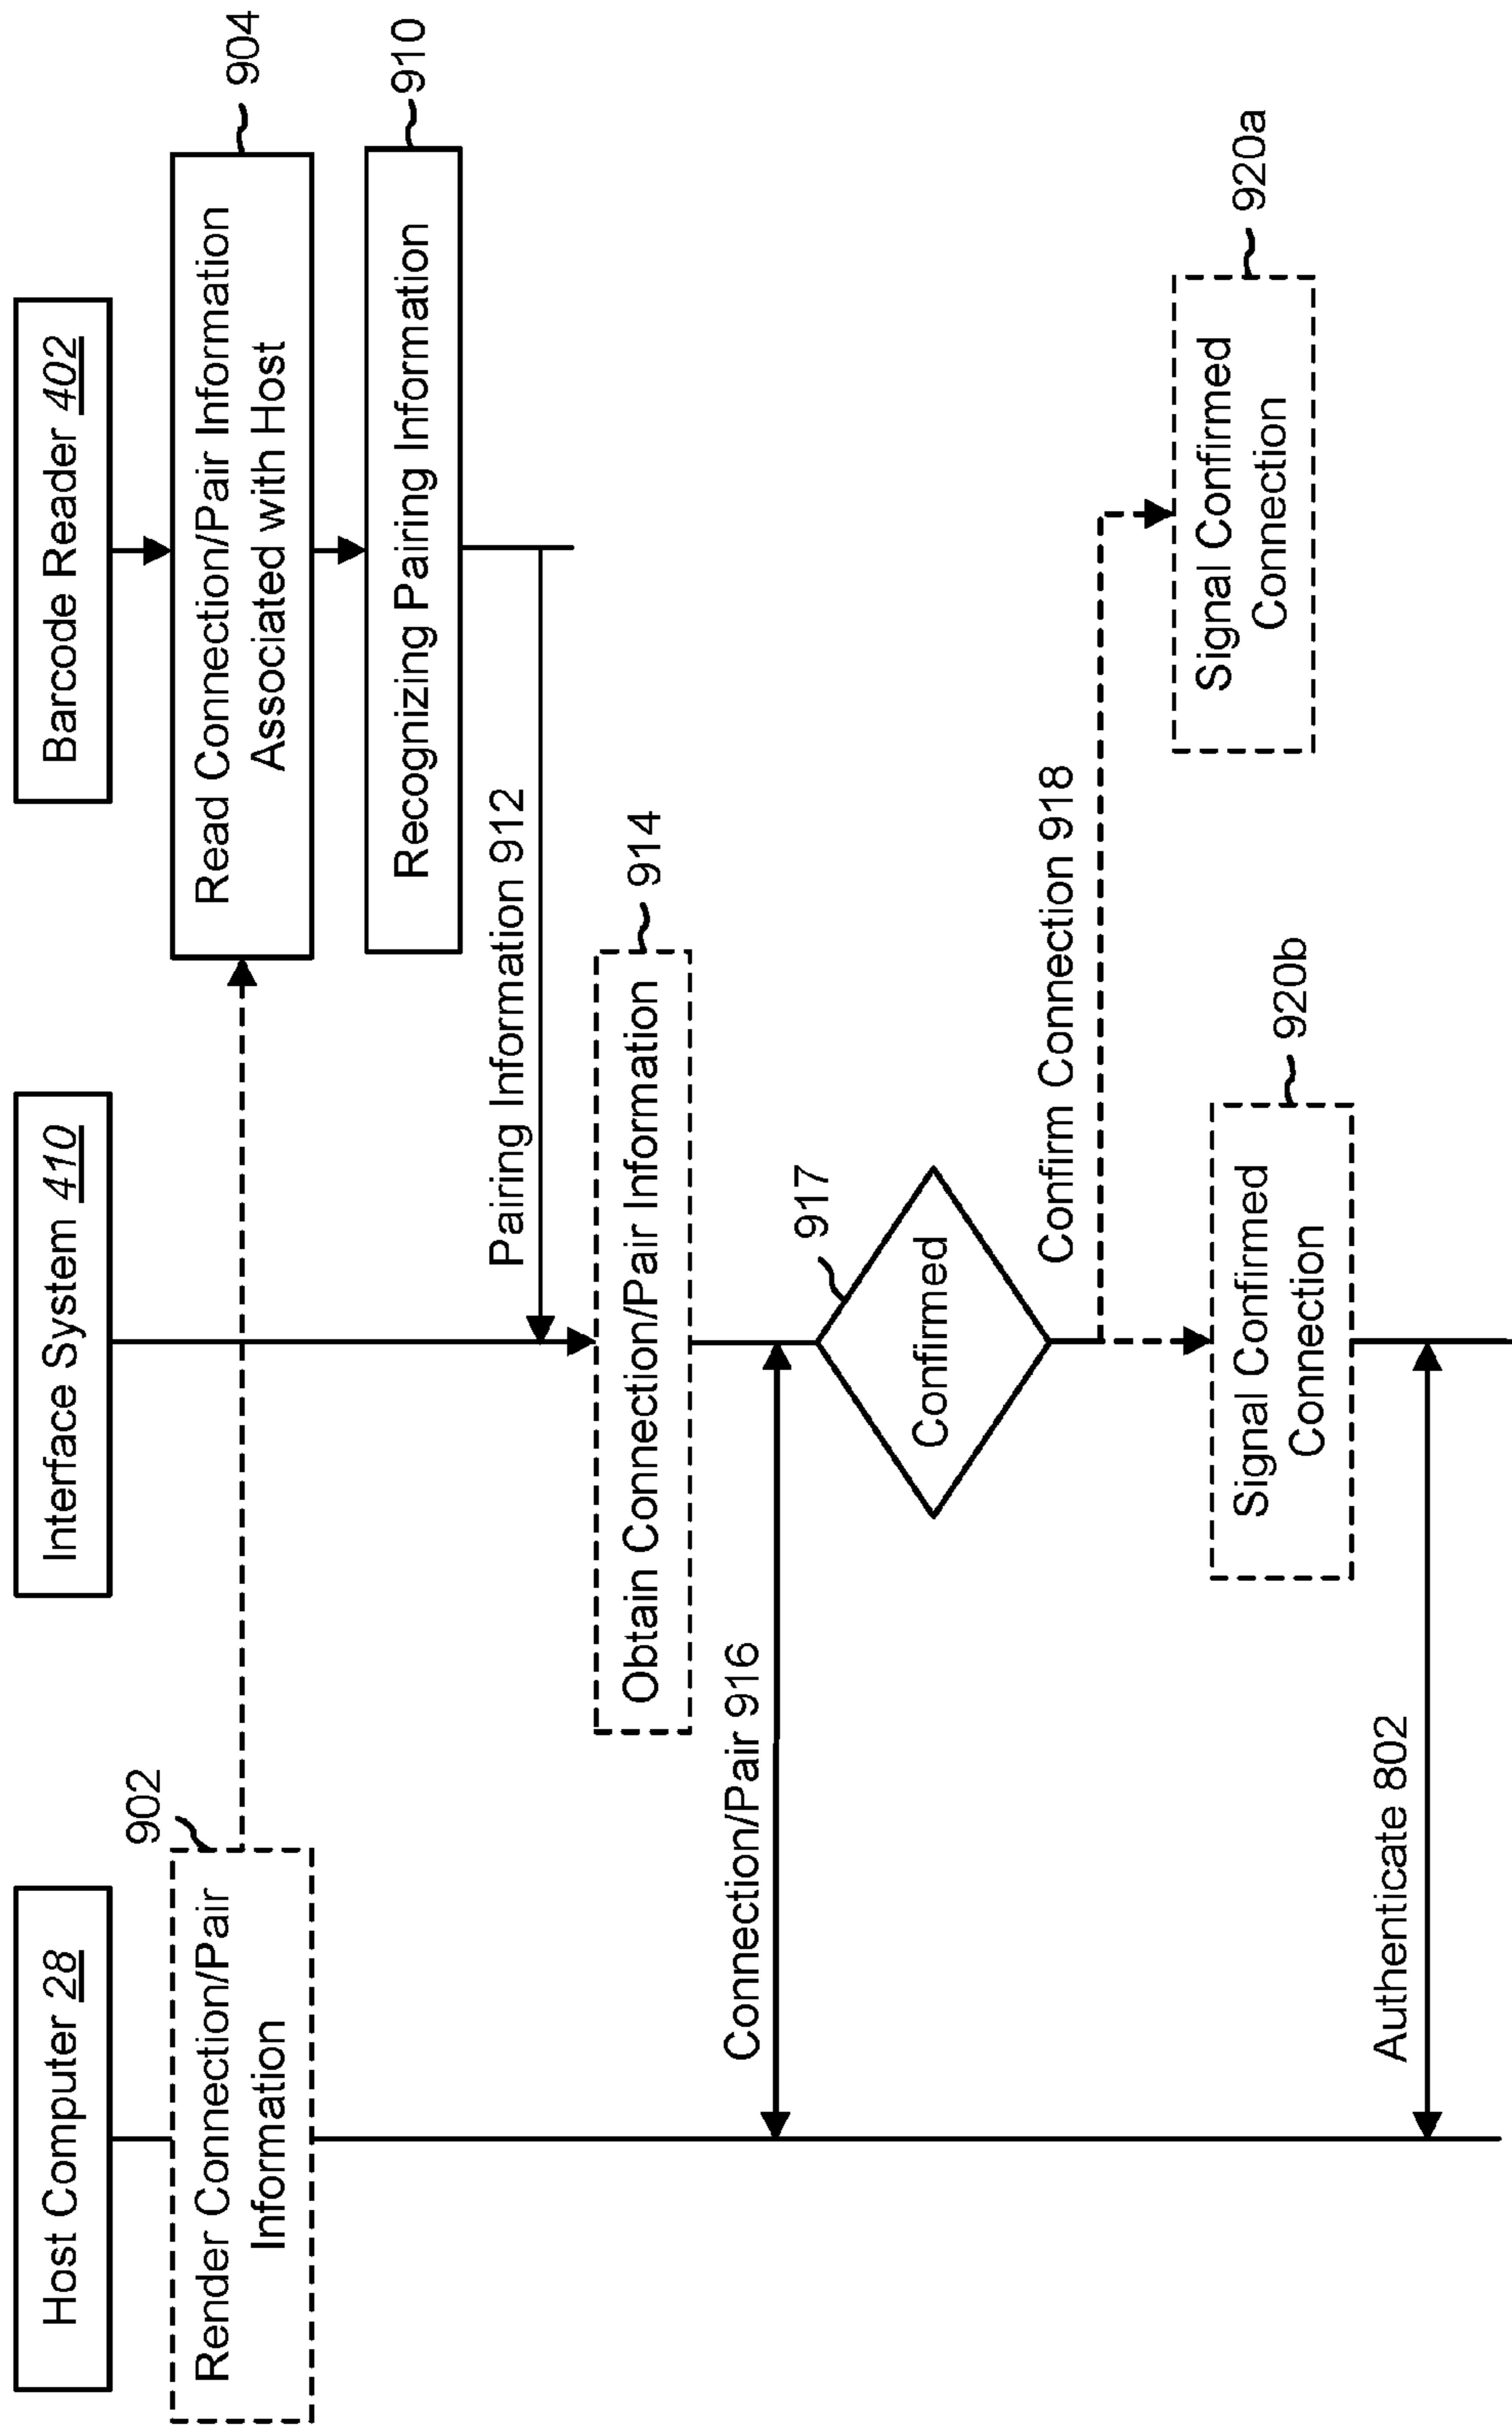 Host Computer 28
Interface System 410
Barcode Reader 402
902
Render Connection/Pair
Information
Read Connection/Pair Information
Associated with Host
904
Recognizing Pairing Information
910
Pairing Information 912
Obtain Connection/Pair Information
914
Connection/Pair 916
917
Confirmed
Confirm Connection 918
Signal Confirmed
Connection
920a
Signal Confirmed
Connection
920b
Authenticate 802